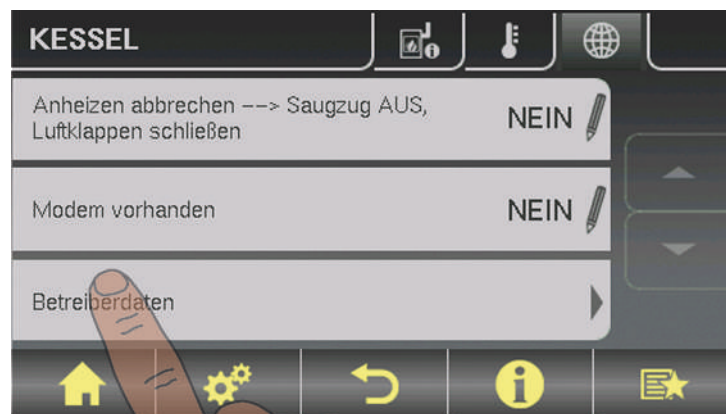 KESSEL
Anheizen abbrechen --> Saugzug AUS,
Luftklappen schließen
NEIN
Modem vorhanden
NEIN
Betreiberdaten